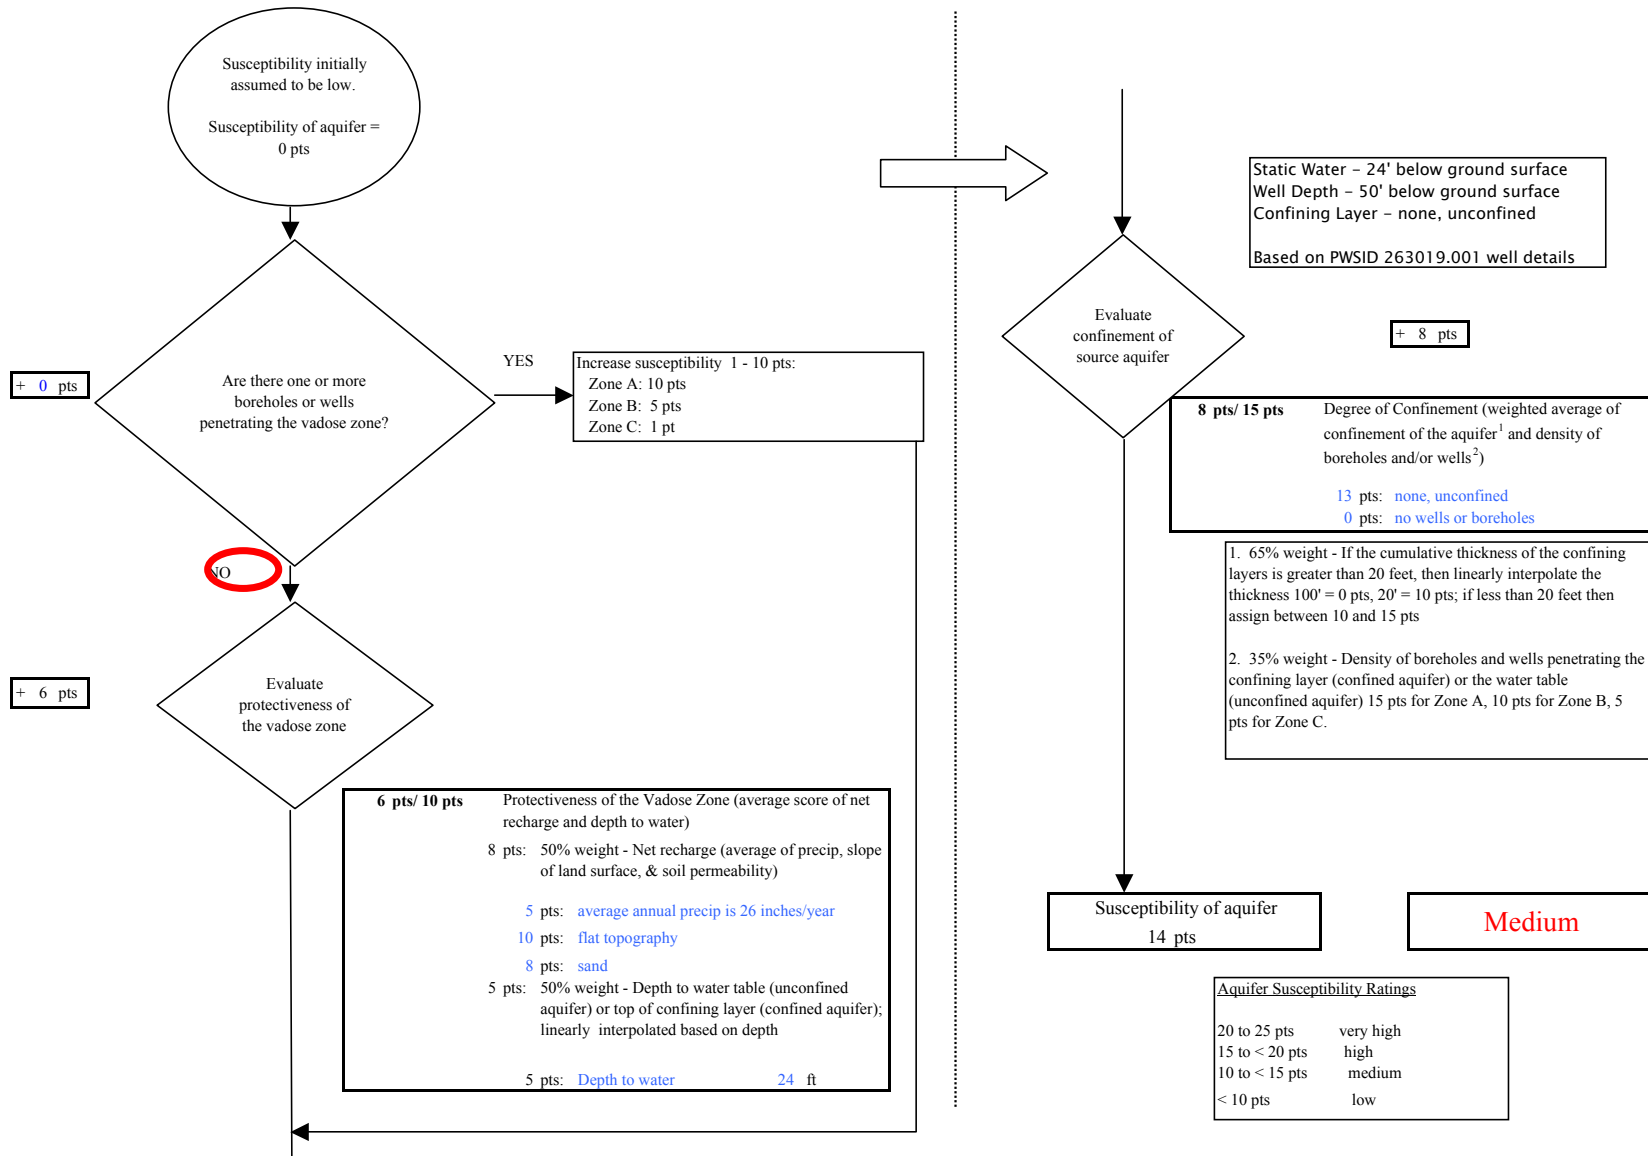 Susceptibility initially
assumed to be low.
Susceptibility of aquifer =
0 pts
+ 0 pts
Are there one or more
boreholes or wells
penetrating the vadose zone?
YES
Increase susceptibility 1 - 10 pts:
Zone A: 10 pts
Zone B: 5 pts
Zone C: 1 pt
NO
+ 6 pts
Evaluate
protectiveness of
the vadose zone
6 pts/ 10 pts
Protectiveness of the Vadose Zone (average score of net
recharge and depth to water)
8 pts: 50% weight - Net recharge (average of precip, slope
of land surface, & soil permeability)
5 pts: average annual precip is 26 inches/year
10 pts: flat topography
8 pts: sand
5 pts: 50% weight - Depth to water table (unconfined
aquifer) or top of confining layer (confined aquifer);
linearly interpolated based on depth
5 pts: Depth to water 24 ft
Static Water – 24' below ground surface
Well Depth – 50' below ground surface
Confining Layer – none, unconfined
Based on PWSID 263019.001 well details
Evaluate
confinement of
source aquifer
+ 8 pts
8 pts/ 15 pts
Degree of Confinement (weighted average of
confinement of the aquifer1 and density of
boreholes and/or wells2)
13 pts: none, unconfined
0 pts: no wells or boreholes
1. 65% weight - If the cumulative thickness of the confining
layers is greater than 20 feet, then linearly interpolate the
thickness 100' = 0 pts, 20' = 10 pts; if less than 20 feet then
assign between 10 and 15 pts
2. 35% weight - Density of boreholes and wells penetrating the
confining layer (confined aquifer) or the water table
(unconfined aquifer) 15 pts for Zone A, 10 pts for Zone B, 5
pts for Zone C.
Susceptibility of aquifer
14 pts
Medium
Aquifer Susceptibility Ratings
20 to 25 pts very high
15 to < 20 pts high
10 to < 15 pts medium
< 10 pts low